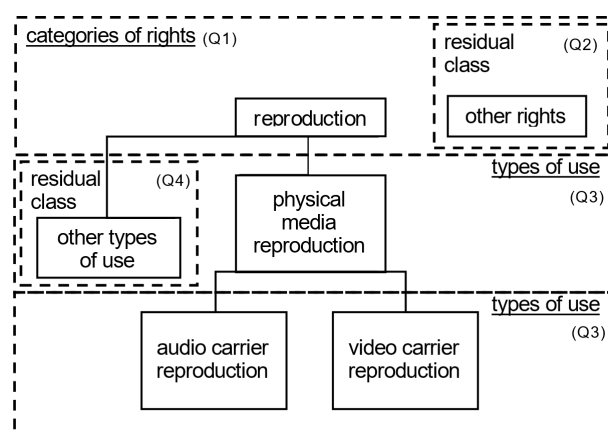 categories of rights (Q1)
residual (Q2)
class
other rights
reproduction
types of use
(Q3)
residual (Q4)
class
other types
of use
physical
media
reproduction
types of use
(Q3)
audio carrier
reproduction
video carrier
reproduction